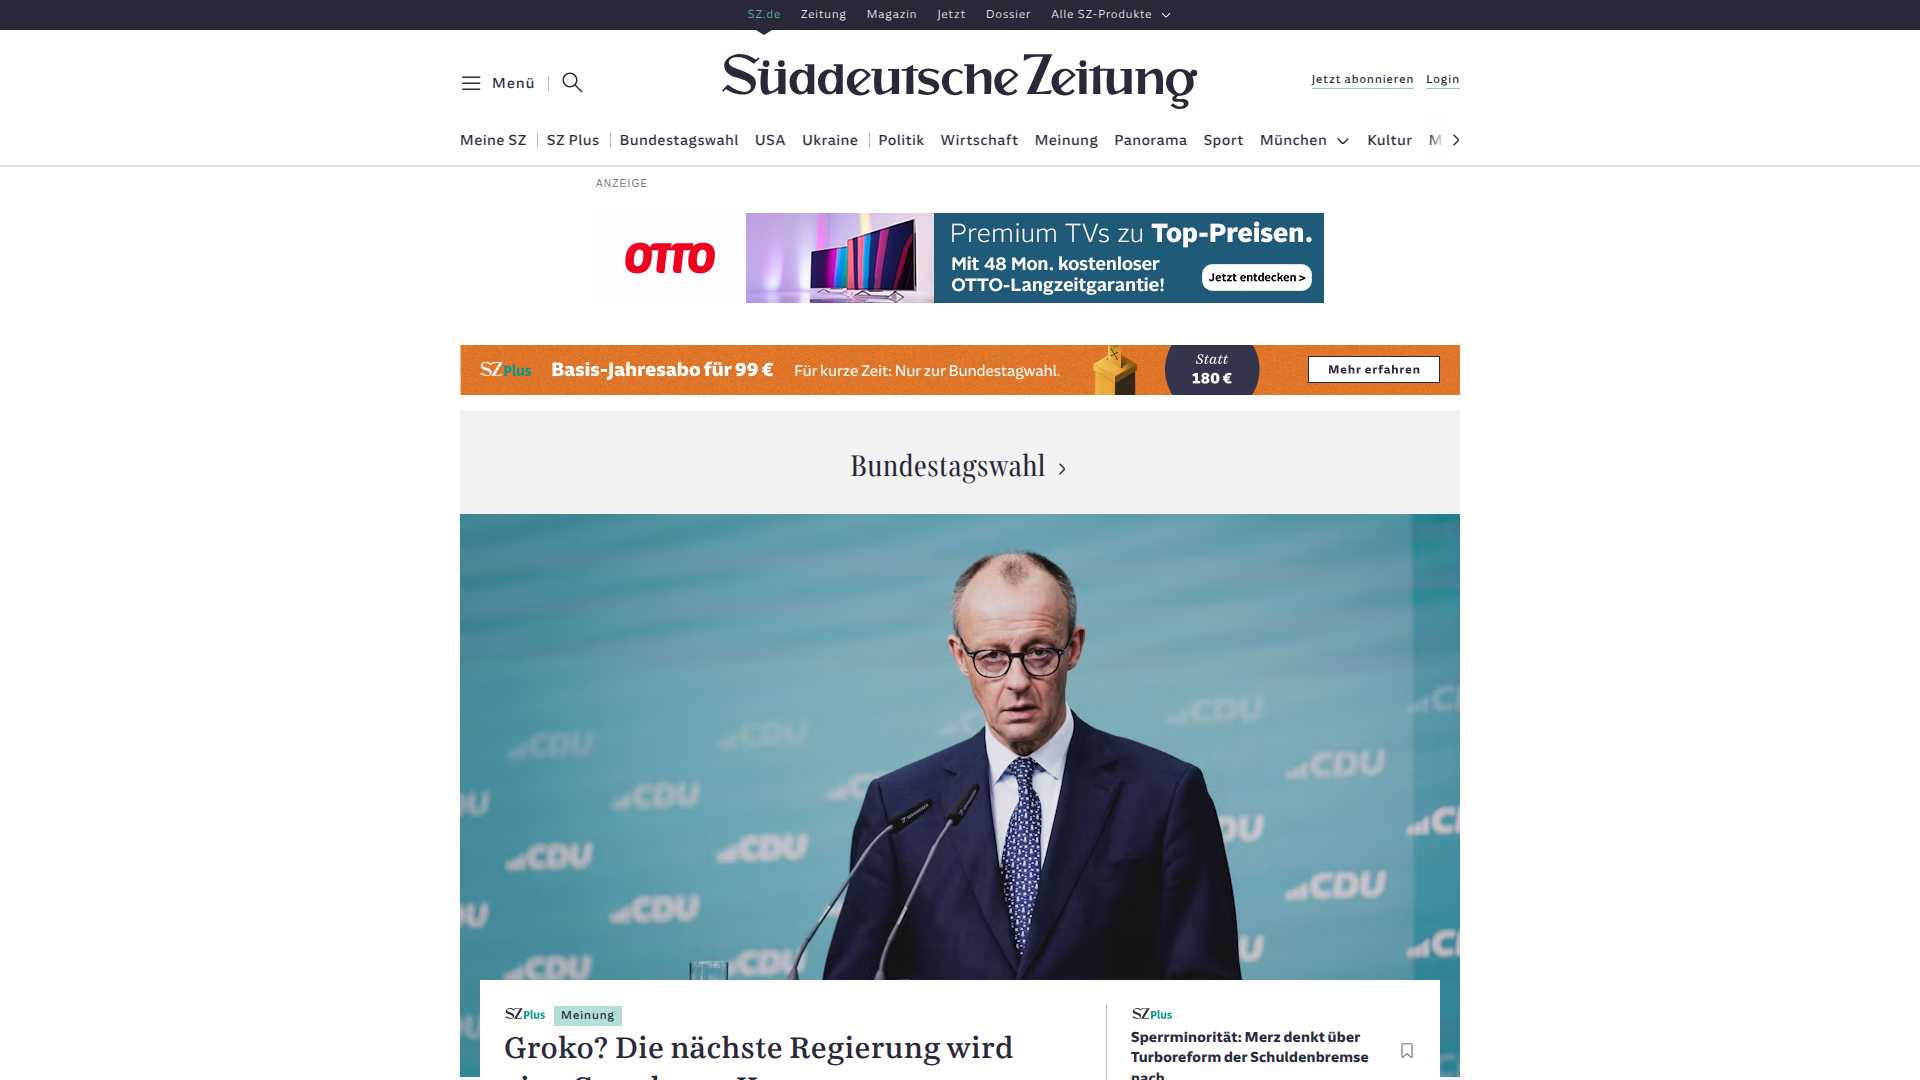 SZ.de Zeitung Magazin Jetzt Dossier Alle SZ-Produkte
Menü
Süddeutsche Zeitung
Jetzt abonnieren Login
Meine SZ SZ Plus Bundestagswahl USA Ukraine Politik Wirtschaft Meinung Panorama Sport München Kultur M
ANZEIGE
OTTO
Premium TVs zu Top-Preisen.
Mit 48 Mon. kostenloser
OTTO-Langzeitgarantie!
Jetzt entdecken >
SZ Plus Basis-Jahresabo für 99 € Für kurze Zeit: Nur zur Bundestagwahl.
Statt
180 €
Mehr erfahren
Bundestagswahl
CDU
CDU
CDU
CDU
CDU
CDU
CDU
CDU
CDU
CDU
CDU
SZ Plus Meinung
Groko? Die nächste Regierung wird
SZ Plus
Sperrminorität: Merz denkt über
Turboreform der Schuldenbremse
nach